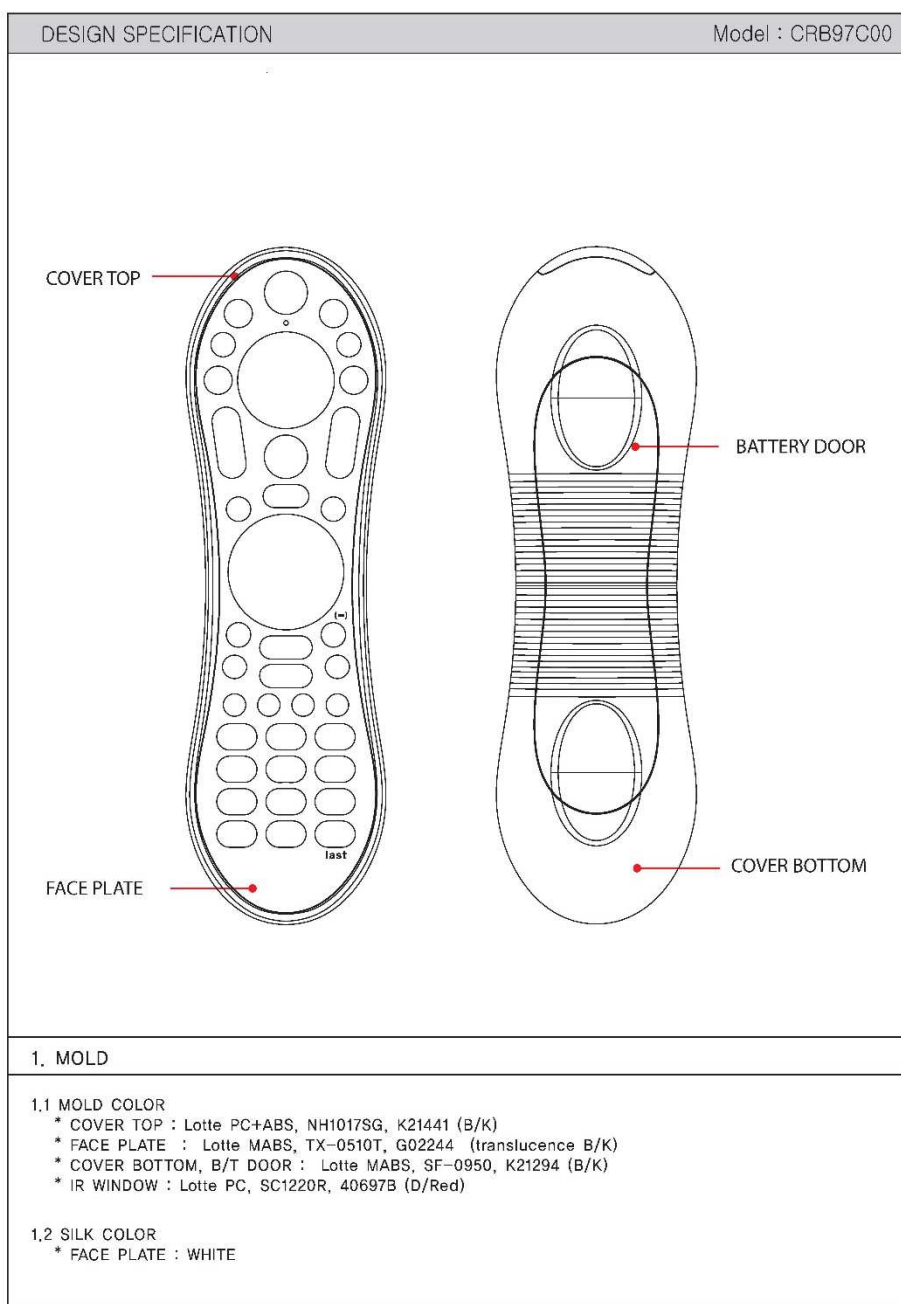 DESIGN SPECIFICATION Model : CRB97C00
COVER TOP
BATTERY DOOR
(-)
last
COVER BOTTOM
FACE PLATE
1. MOLD
1.1 MOLD COLOR
* COVER TOP : Lotte PC+ABS, NH1017SG, K21441 (B/K)
* FACE PLATE : Lotte MABS, TX-0510T, G02244 (translucence B/K)
* COVER BOTTOM, B/T DOOR : Lotte MABS, SF-0950, K21294 (B/K)
* IR WINDOW : Lotte PC, SC1220R, 40697B (D/Red)
1.2 SILK COLOR
* FACE PLATE : WHITE